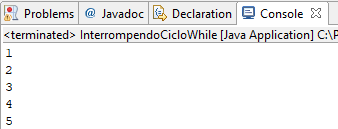 Problems @ Javadoc Declaration Console
<terminated> InterrompendoCicloWhile [Java Application] C:\P
1
2
3
4
5